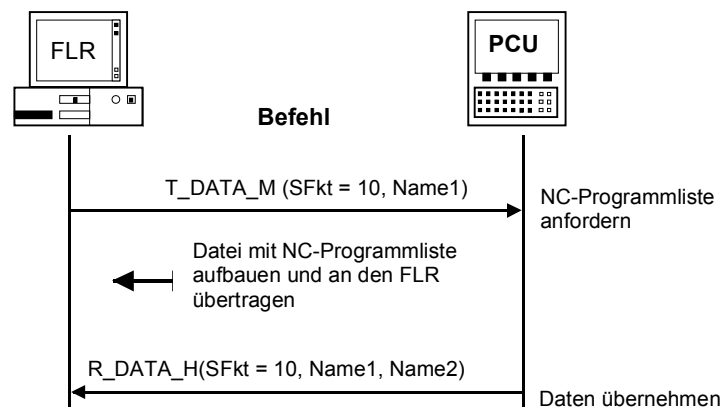 FLR
PCU
Befehl
T_DATA_M (SFkt = 10, Name1)
NC-Programmliste
anfordern
Datei mit NC-Programmliste
aufbauen und an den FLR
übertragen
R_DATA_H(SFkt = 10, Name1, Name2)
Daten übernehmen